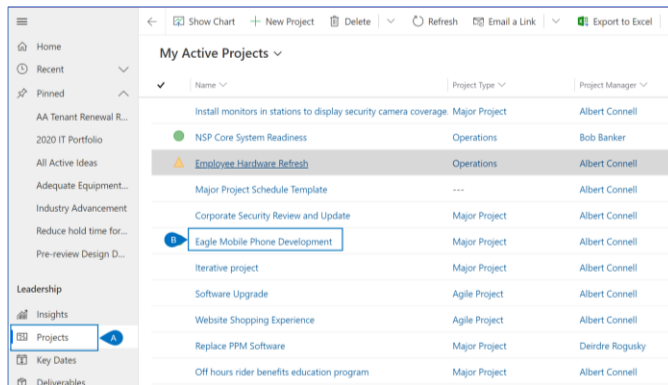 Show Chart New Project Delete Refresh Email a Link Export to Excel
Home
Recent
Pinned
AA Tenant Renewal R...
2020 IT Portfolio
All Active Ideas
Adequate Equipment...
Industry Advancement
Reduce hold time for...
Pre-review Design D...
Leadership
Insights
Projects A
Key Dates
Deliverables
My Active Projects
Name Project Type Project Manager
Install monitors in stations to display security camera coverage. Major Project Albert Connell
NSP Core System Readiness Operations Bob Banker
Employee Hardware Refresh Operations Albert Connell
Major Project Schedule Template --- Albert Connell
Corporate Security Review and Update Major Project Albert Connell
B Eagle Mobile Phone Development Major Project Albert Connell
Iterative project Major Project Albert Connell
Software Upgrade Agile Project Albert Connell
Website Shopping Experience Agile Project Albert Connell
Replace PPM Software Major Project Deirdre Rogusky
Off hours rider benefits education program Major Project Albert Connell